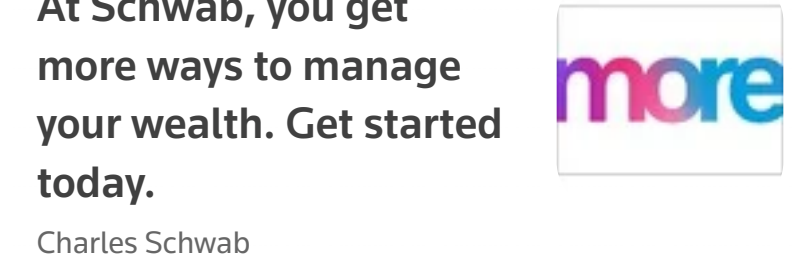 At Schwab, you get
more ways to manage
your wealth. Get started
today.
Charles Schwab
more